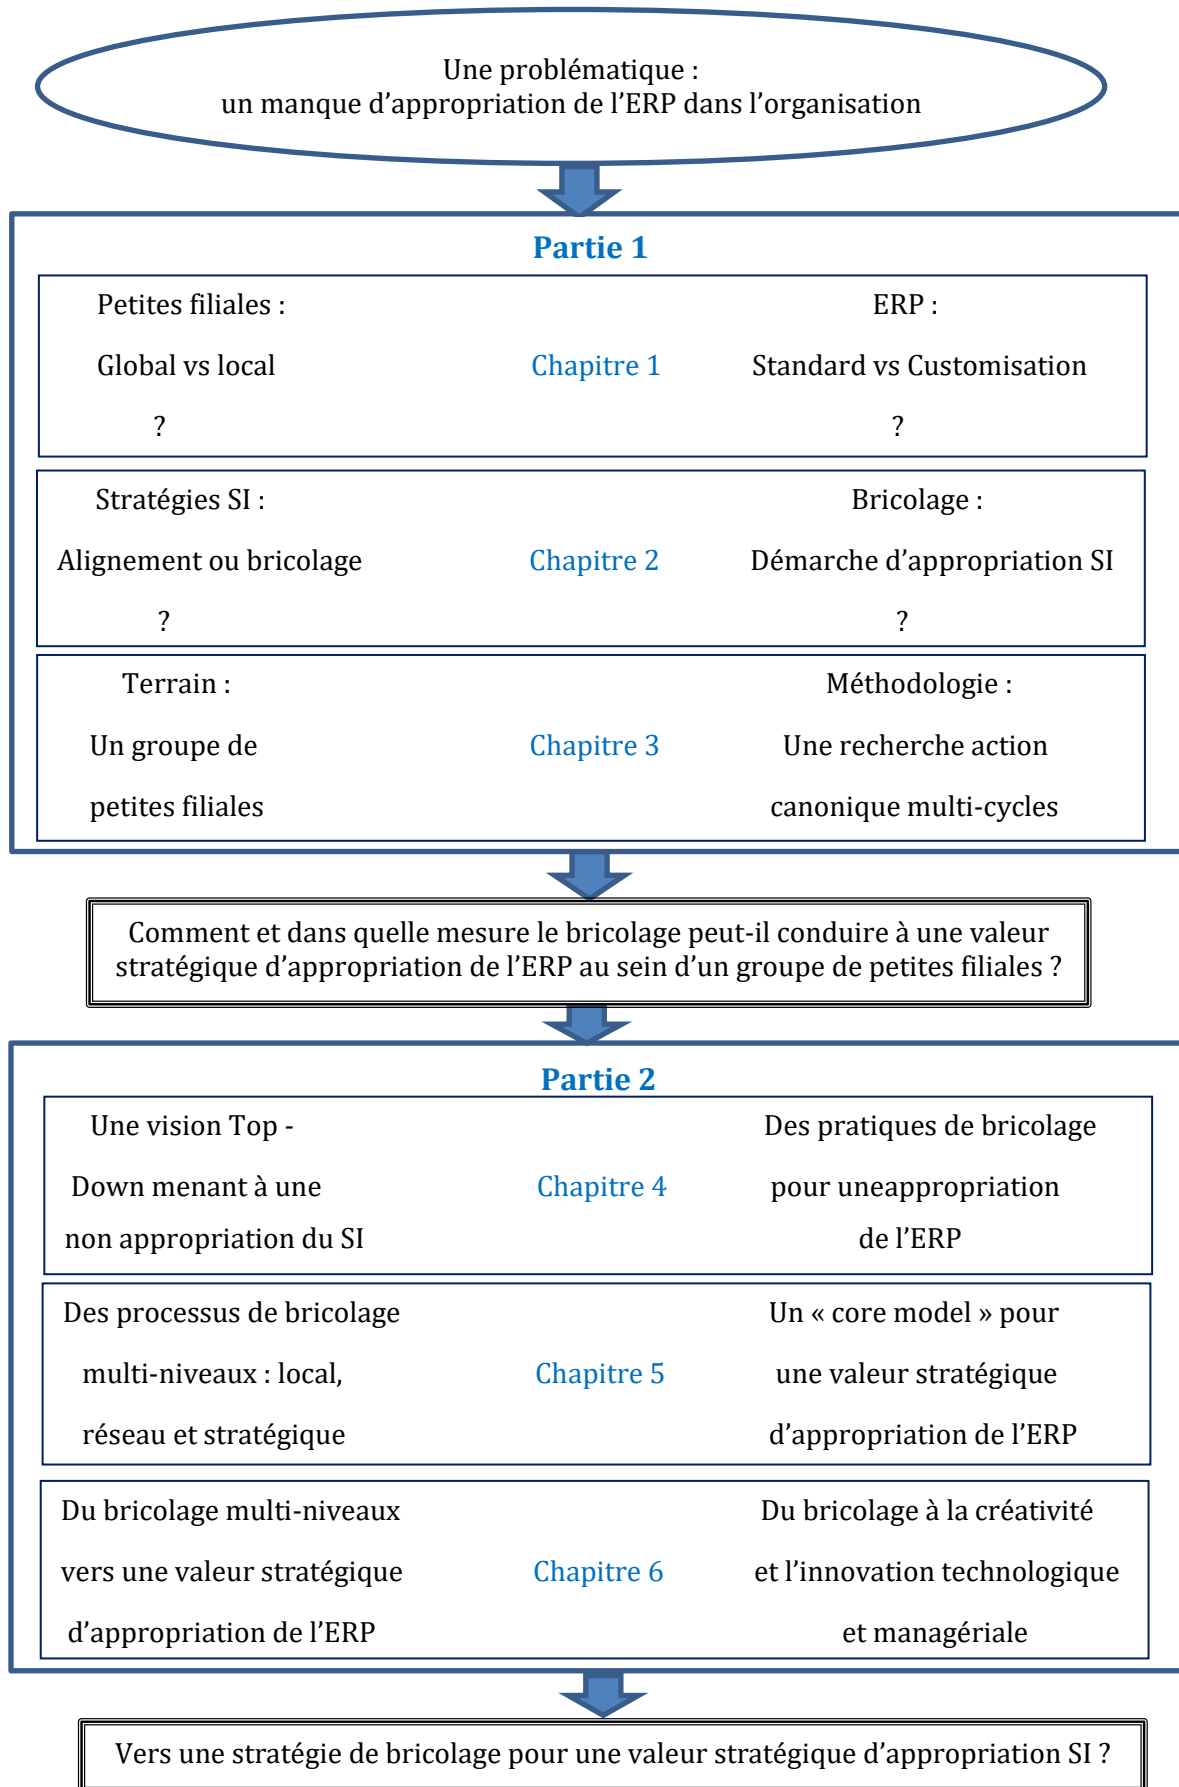 Une problématique :
un manque d’appropriation de l’ERP dans l’organisation
Partie 1
Petites filiales :
ERP :
Global vs local
Chapitre 1
Standard vs Customisation
?
?
Stratégies SI :
Bricolage :
Alignement ou bricolage
Chapitre 2
Démarche d’appropriation SI
?
?
Terrain :
Méthodologie :
Un groupe de
Chapitre 3
Une recherche action
petites filiales
canonique multi-cycles
Comment et dans quelle mesure le bricolage peut-il conduire à une valeur
stratégique d’appropriation de l’ERP au sein d’un groupe de petites filiales ?
Partie 2
Une vision Top -
Des pratiques de bricolage
Down menant à une
Chapitre 4
pour uneappropriation
non appropriation du SI
de l’ERP
Des processus de bricolage
Un « core model » pour
multi-niveaux : local,
Chapitre 5
une valeur stratégique
réseau et stratégique
d’appropriation de l’ERP
Du bricolage multi-niveaux
Du bricolage à la créativité
vers une valeur stratégique
Chapitre 6
et l’innovation technologique
d’appropriation de l’ERP
et managériale
Vers une stratégie de bricolage pour une valeur stratégique d’appropriation SI ?